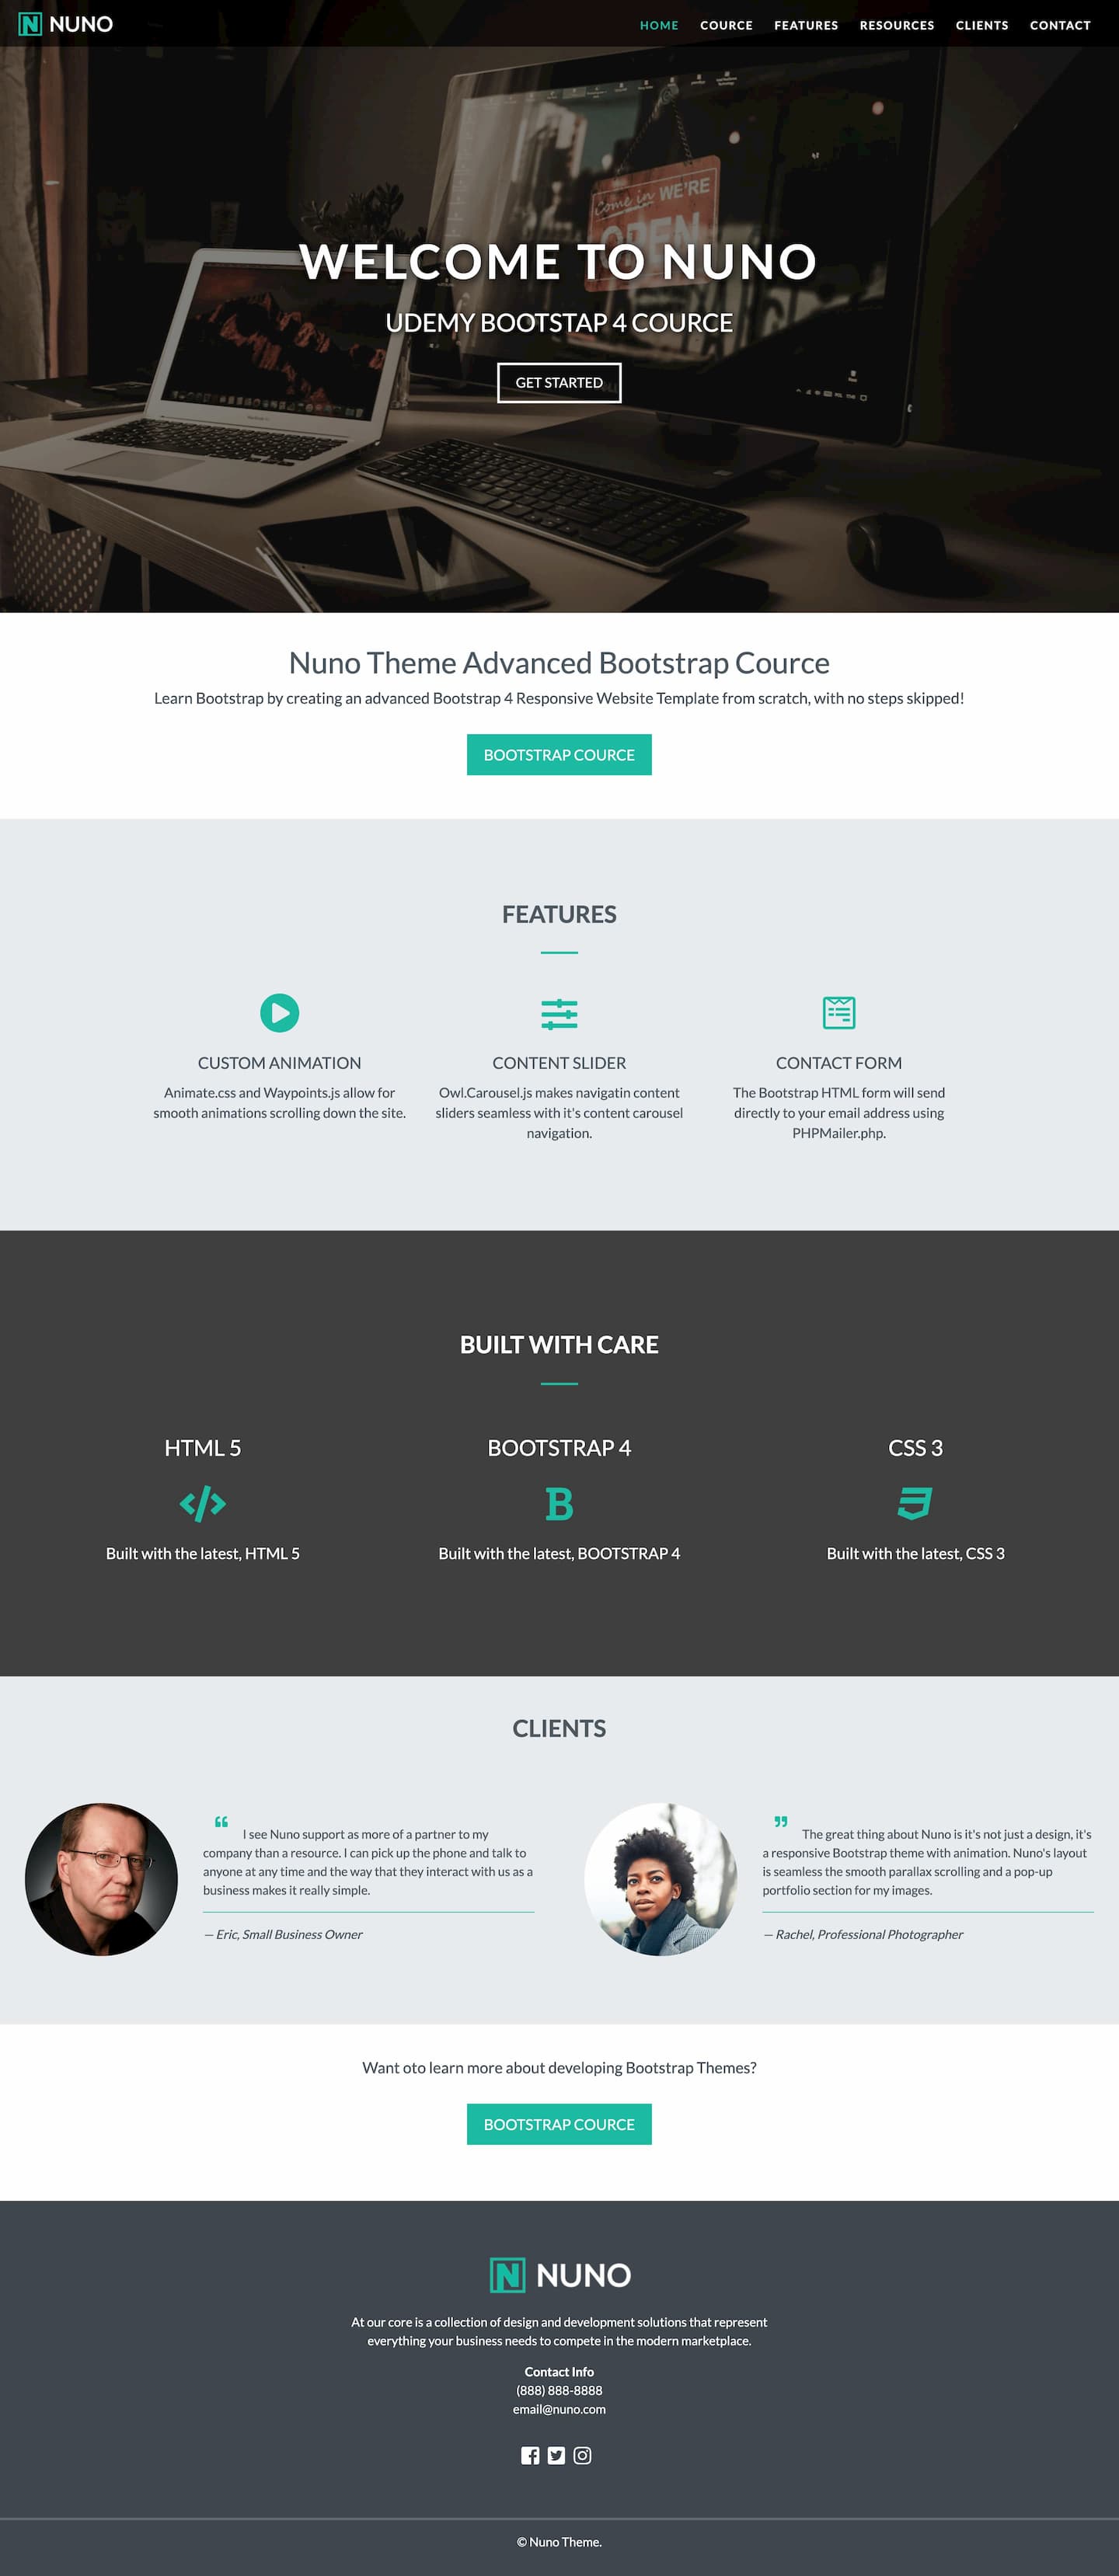 NUNO
HOME COURCE FEATURES RESOURCES CLIENTS CONTACT
come in WE'RE
OPEN
WELCOME TO NUNO
UDEMY BOOTSTAP 4 COURCE
GET STARTED
Nuno Theme Advanced Bootstrap Cource
Learn Bootstrap by creating an advanced Bootstrap 4 Responsive Website Template from scratch, with no steps skipped!
BOOTSTRAP COURCE
FEATURES
CUSTOM ANIMATION
Animate.css and Waypoints.js allow for
smooth animations scrolling down the site.
CONTENT SLIDER
Owl.Carousel.js makes navigatin content
sliders seamless with it's content carousel
navigation.
CONTACT FORM
The Bootstrap HTML form will send
directly to your email address using
PHPMailer.php.
BUILT WITH CARE
HTML 5
Built with the latest, HTML 5
BOOTSTRAP 4
B
Built with the latest, BOOTSTRAP 4
CSS 3
Built with the latest, CSS 3
CLIENTS
“ I see Nuno support as more of a partner to my
company than a resource. I can pick up the phone and talk to
anyone at any time and the way that they interact with us as a
business makes it really simple.
— Eric, Small Business Owner
” The great thing about Nuno is it's not just a design, it's
a responsive Bootstrap theme with animation. Nuno's layout
is seamless the smooth parallax scrolling and a pop-up
portfolio section for my images.
— Rachel, Professional Photographer
Want oto learn more about developing Bootstrap Themes?
BOOTSTRAP COURCE
N NUNO
At our core is a collection of design and development solutions that represent
everything your business needs to compete in the modern marketplace.
Contact Info
(888) 888-8888
email@nuno.com
© Nuno Theme.